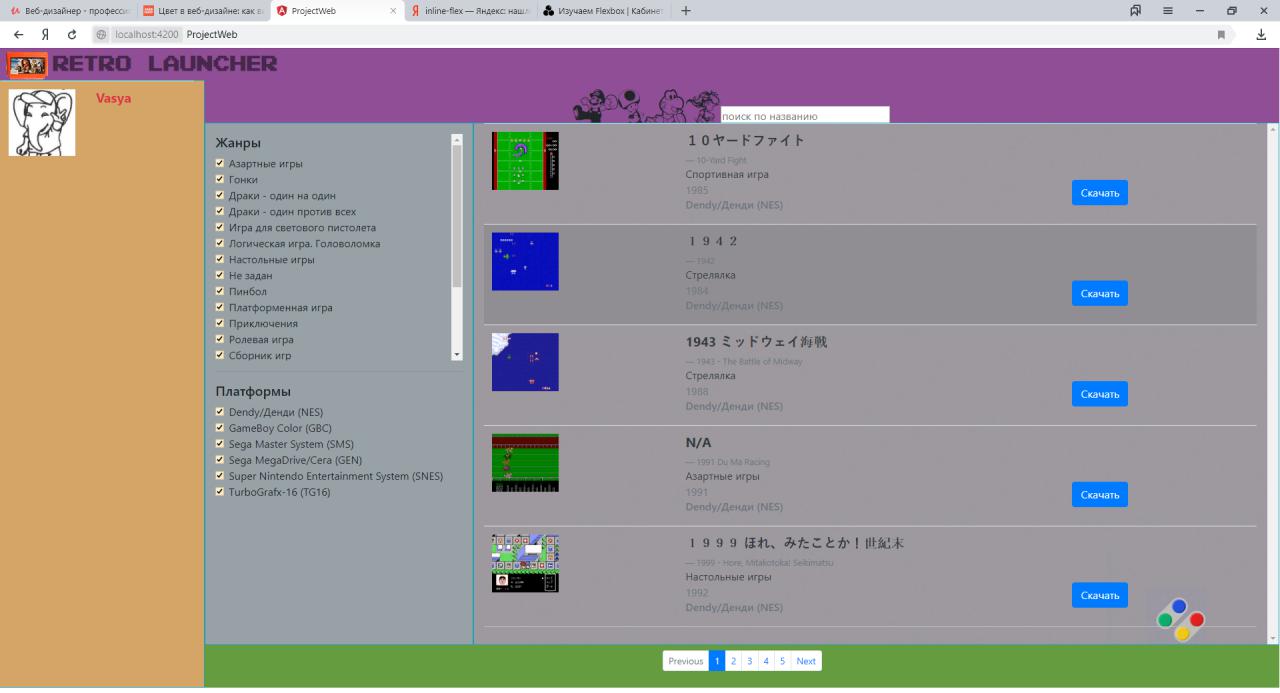 Веб-дизайнер - професси
Цвет в веб-дизайне: как в
ProjectWeb
inline-flex — Яндекс: наш
Изучаем Flexbox | Кабинет
localhost:4200 ProjectWeb
RETRO LAUNCHER
Vasya
поиск по названию
Жанры
Азартные игры
Гонки
Драки - один на один
Драки - один против всех
Игра для светового пистолета
Логическая игра. Головоломка
Настольные игры
Не задан
Пинбол
Платформенная игра
Приключения
Ролевая игра
Сборник игр
Платформы
Dendy/Денди (NES)
GameBoy Color (GBC)
Sega Master System (SMS)
Sega MegaDrive/Сега (GEN)
Super Nintendo Entertainment System (SNES)
TurboGrafx-16 (TG16)
１０ヤードファイト
— 10-Yard Fight
Спортивная игра
1985
Dendy/Денди (NES)
Скачать
１９４２
— 1942
Стрелялка
1984
Dendy/Денди (NES)
Скачать
1943 ミッドウェイ海戦
— 1943 - The Battle of Midway
Стрелялка
1988
Dendy/Денди (NES)
Скачать
N/A
— 1991 Du Ma Racing
Азартные игры
1991
Dendy/Денди (NES)
Скачать
１９９９ ほれ、みたことか！世紀末
— 1999 - Hore, Mitakotoka! Seikimatsu
Настольные игры
1992
Dendy/Денди (NES)
Скачать
Previous 1 2 3 4 5 Next